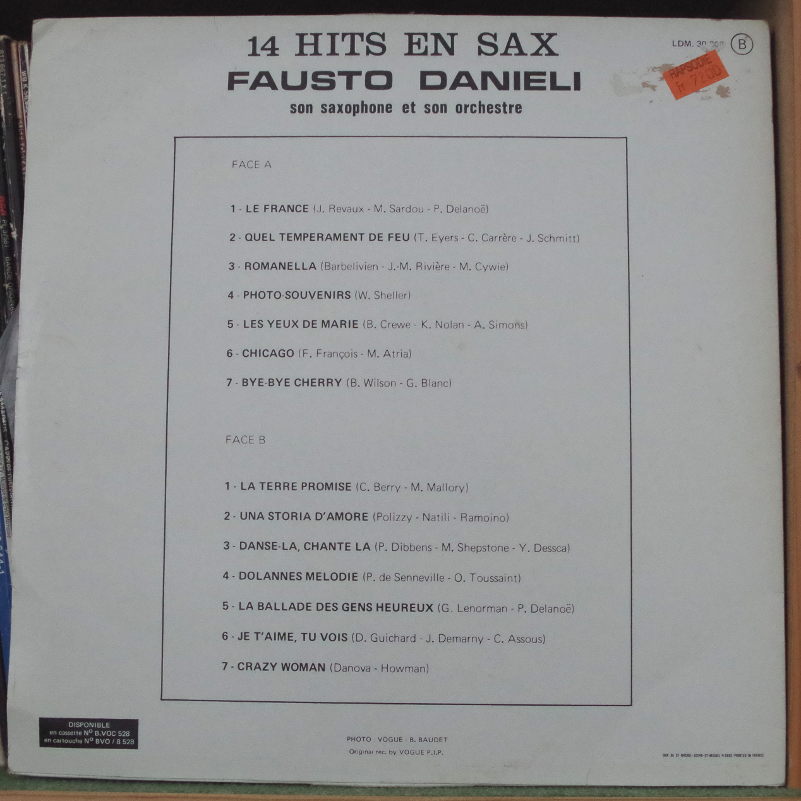 14 HITS EN SAX
LDM. 30
B
FAUSTO DANIELI
RAPSODIE
son saxophone et son orchestre
FACE A
1 - LE FRANCE (J. Revaux - M. Sardou - P. Delanoë)
2 - QUEL TEMPERAMENT DE FEU (T. Eyers - C. Carrère - J. Schmitt)
3 - ROMANELLA (Barbelivien - J.-M. Rivière - M. Cywie)
4 - PHOTO-SOUVENIRS (W. Sheller)
5 - LES YEUX DE MARIE (B. Crewe - K. Nolan - A. Simons)
6 - CHICAGO (F. François - M. Atria)
7 - BYE-BYE CHERRY (B. Wilson - G. Blanc)
FACE B
1 - LA TERRE PROMISE (C. Berry - M. Mallory)
2 - UNA STORIA D'AMORE (Polizzy - Natili - Ramoino)
3 - DANSE-LA, CHANTE LA (P. Dibbens - M. Shepstone - Y. Dessca)
4 - DOLANNES MELODIE (P. de Senneville - O. Toussaint)
5 - LA BALLADE DES GENS HEUREUX (G. Lenorman - P. Delanoë)
6 - JE T'AIME, TU VOIS (D. Guichard - J. Demarny - C. Assous)
7 - CRAZY WOMAN (Danova - Howman)
DISPONIBLE
en cassette Nº B.VOC 528
en cartouche Nº BVO / 8 528
PHOTO VOGUE : B. BAUDET
Original rec. by VOGUE P.I.P.